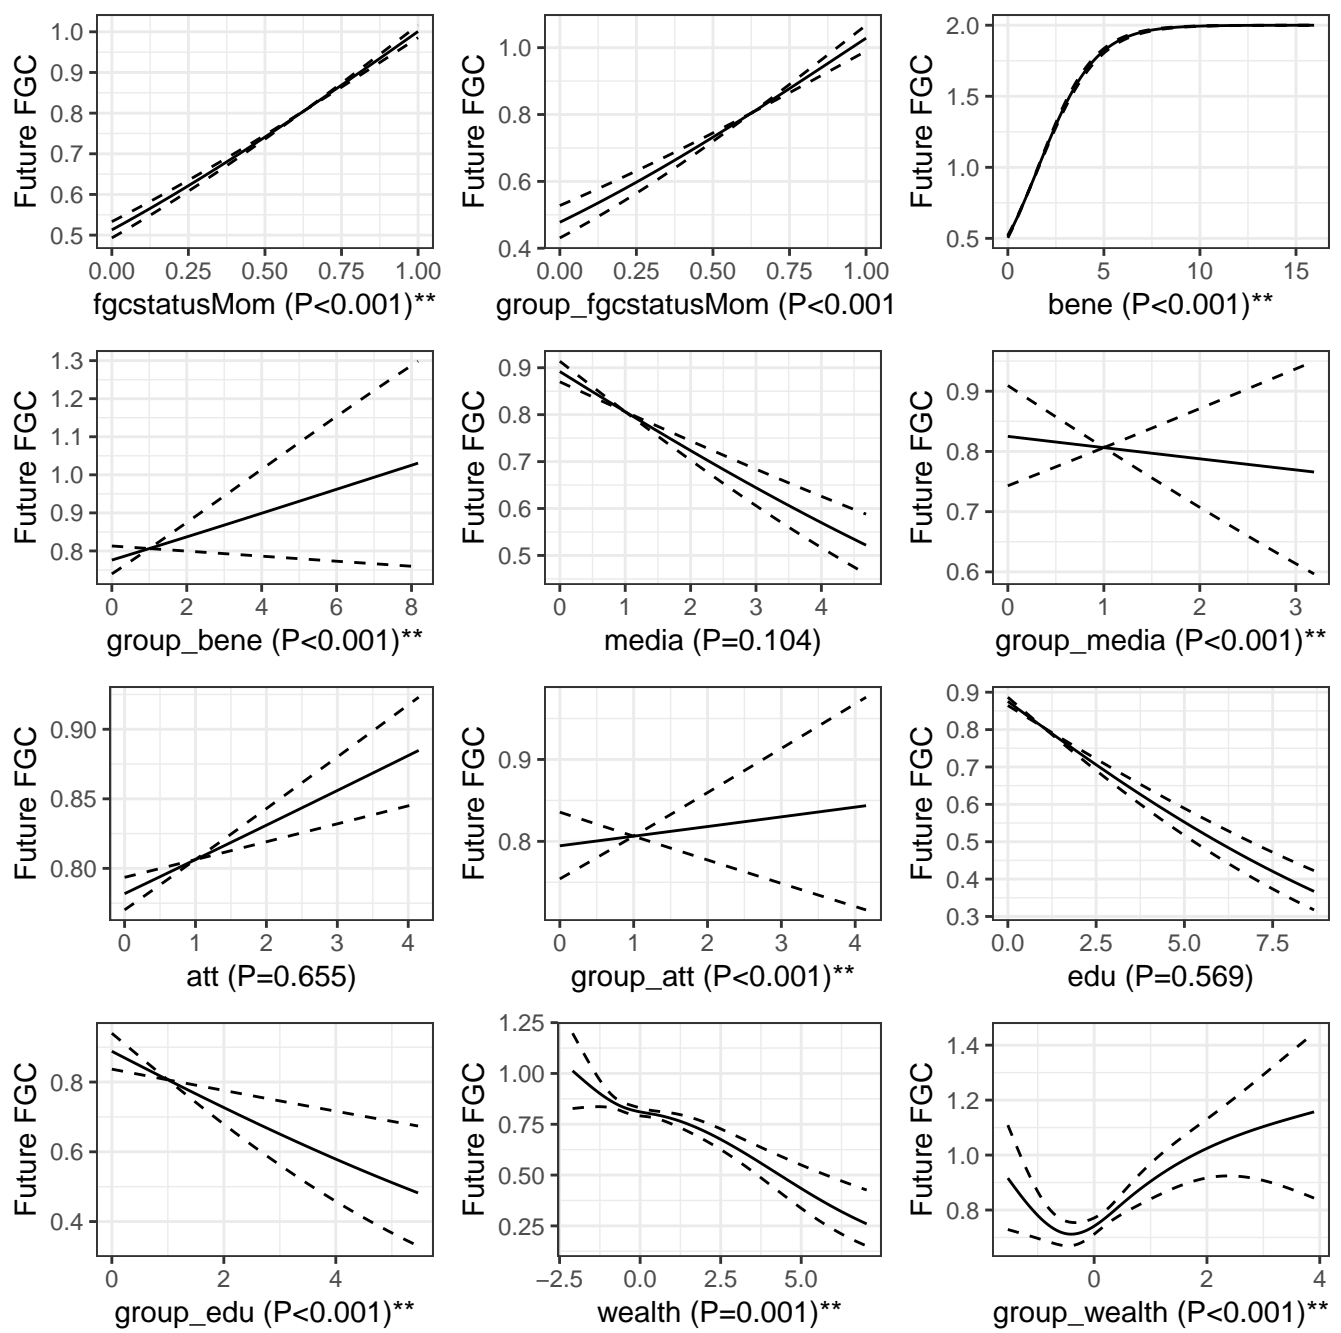 Future FGC
1.0
0.9
0.8
0.7
0.6
0.5
0.00 0.25 0.50 0.75 1.00
fgcstatusMom (P<0.001)**
Future FGC
1.0
0.8
0.6
0.4
0.00 0.25 0.50 0.75 1.00
group_fgcstatusMom (P<0.001
Future FGC
2.0
1.5
1.0
0.5
0 5 10 15
bene (P<0.001)**
Future FGC
1.3
1.2
1.1
1.0
0.9
0.8
0 2 4 6 8
group_bene (P<0.001)**
Future FGC
0.9
0.8
0.7
0.6
0.5
0 1 2 3 4
media (P=0.104)
Future FGC
0.9
0.8
0.7
0.6
0 1 2 3
group_media (P<0.001)**
Future FGC
0.90
0.85
0.80
0 1 2 3 4
att (P=0.655)
Future FGC
0.9
0.8
0 1 2 3 4
group_att (P<0.001)**
Future FGC
0.9
0.8
0.7
0.6
0.5
0.4
0.3
0.0 2.5 5.0 7.5
edu (P=0.569)
Future FGC
0.8
0.6
0.4
0 2 4
group_edu (P<0.001)**
Future FGC
1.25
1.00
0.75
0.50
0.25
−2.5 0.0 2.5 5.0
wealth (P=0.001)**
Future FGC
1.4
1.2
1.0
0.8
0 2 4
group_wealth (P<0.001)**